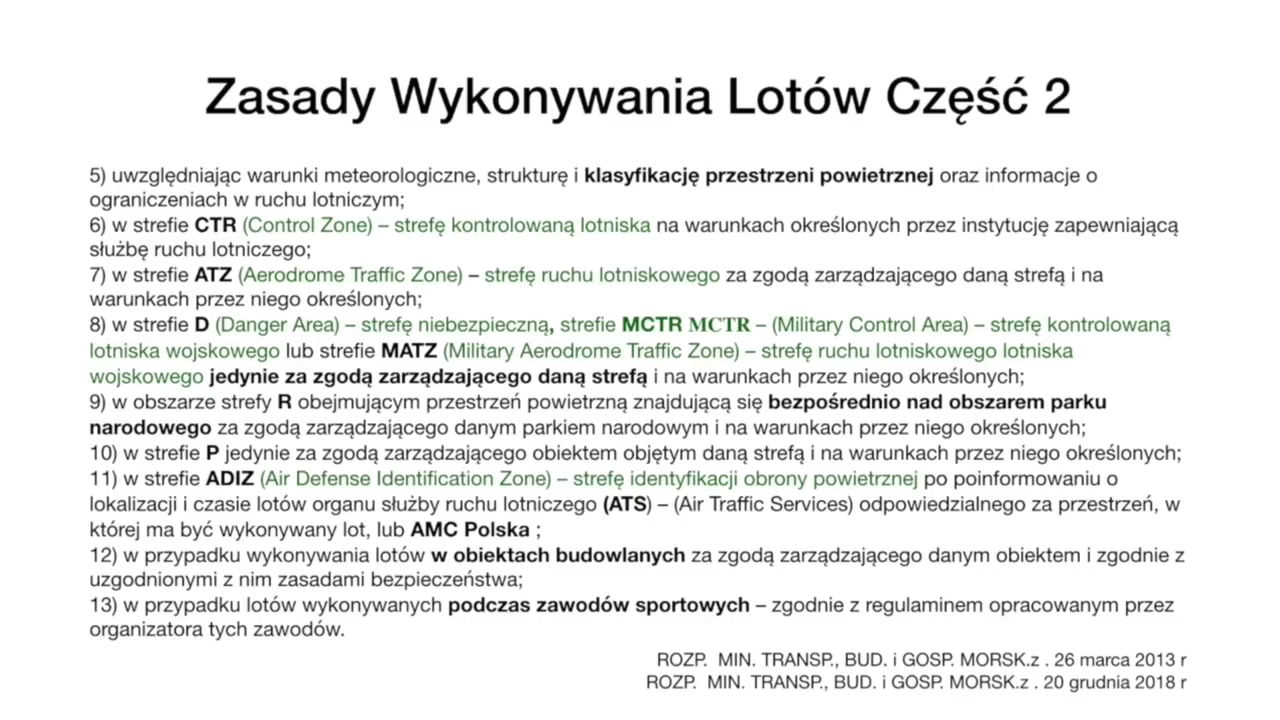 Zasady Wykonywania Lotów Część 2
5) uwzględniając warunki meteorologiczne, strukturę i klasyfikację przestrzeni powietrznej oraz informacje o
ograniczeniach w ruchu lotniczym;
6) w strefie CTR (Control Zone) – strefę kontrolowaną lotniska na warunkach określonych przez instytucję zapewniającą
służbę ruchu lotniczego;
7) w strefie ATZ (Aerodrome Traffic Zone) – strefę ruchu lotniskowego za zgodą zarządzającego daną strefą i na
warunkach przez niego określonych;
8) w strefie D (Danger Area) – strefę niebezpieczną, strefie MCTR MCTR – (Military Control Area) – strefę kontrolowaną
lotniska wojskowego lub strefie MATZ (Military Aerodrome Traffic Zone) – strefę ruchu lotniskowego lotniska
wojskowego jedynie za zgodą zarządzającego daną strefą i na warunkach przez niego określonych;
9) w obszarze strefy R obejmującym przestrzeń powietrzną znajdującą się bezpośrednio nad obszarem parku
narodowego za zgodą zarządzającego danym parkiem narodowym i na warunkach przez niego określonych;
10) w strefie P jedynie za zgodą zarządzającego obiektem objętym daną strefą i na warunkach przez niego określonych;
11) w strefie ADIZ (Air Defense Identification Zone) – strefę identyfikacji obrony powietrznej po poinformowaniu o
lokalizacji i czasie lotów organu służby ruchu lotniczego (ATS) – (Air Traffic Services) odpowiedzialnego za przestrzeń, w
której ma być wykonywany lot, lub AMC Polska ;
12) w przypadku wykonywania lotów w obiektach budowlanych za zgodą zarządzającego danym obiektem i zgodnie z
uzgodnionymi z nim zasadami bezpieczeństwa;
13) w przypadku lotów wykonywanych podczas zawodów sportowych – zgodnie z regulaminem opracowanym przez
organizatora tych zawodów.
ROZP. MIN. TRANSP., BUD. i GOSP. MORSK.z . 26 marca 2013 r
ROZP. MIN. TRANSP., BUD. i GOSP. MORSK.z . 20 grudnia 2018 r